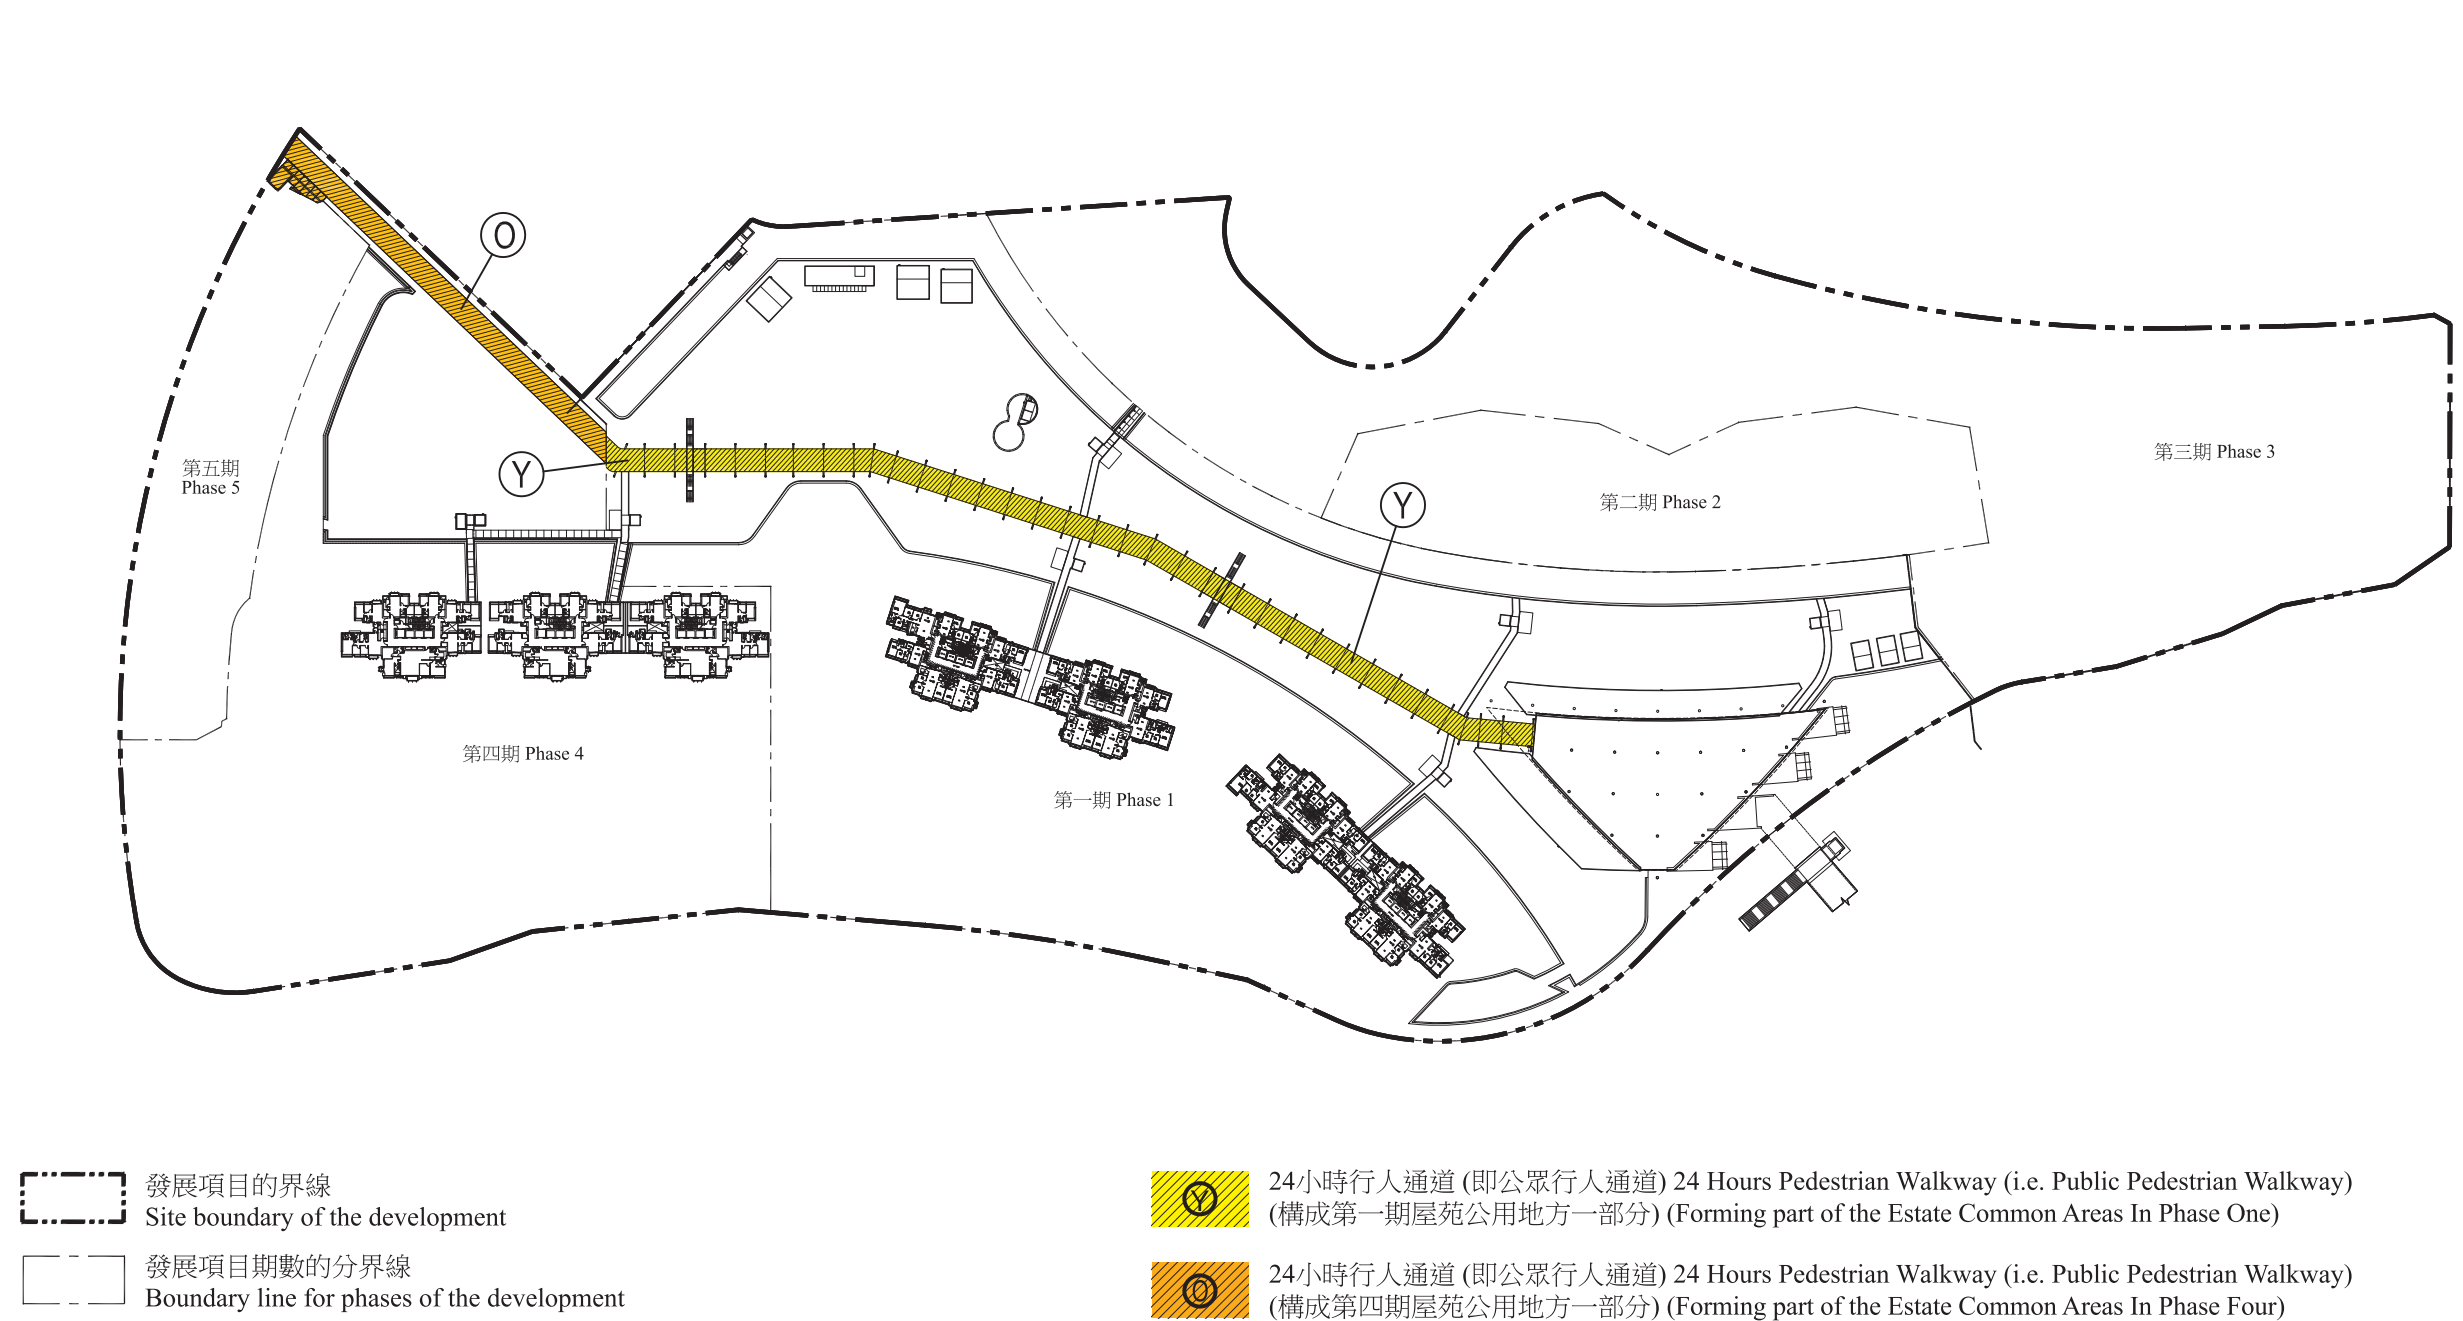 O
Y
Y
第五期
Phase 5
第三期 Phase 3
第二期 Phase 2
第四期 Phase 4
第一期 Phase 1
發展項目的界線
Site boundary of the development
發展項目期數的分界線
Boundary line for phases of the development
Y
24小時行人通道 (即公眾行人通道) 24 Hours Pedestrian Walkway (i.e. Public Pedestrian Walkway)
(構成第一期屋苑公用地方一部分) (Forming part of the Estate Common Areas In Phase One)
O
24小時行人通道 (即公眾行人通道) 24 Hours Pedestrian Walkway (i.e. Public Pedestrian Walkway)
(構成第四期屋苑公用地方一部分) (Forming part of the Estate Common Areas In Phase Four)